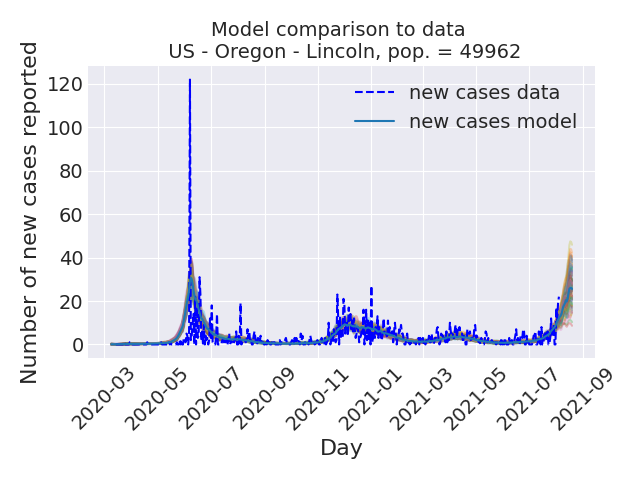 Model comparison to data
US - Oregon - Lincoln, pop. = 49962
Number of new cases reported
120
100
80
60
40
20
0
new cases data
new cases model
2020-03
2020-05
2020-07
2020-09
2020-11
2021-01
2021-03
2021-05
2021-07
2021-09
Day